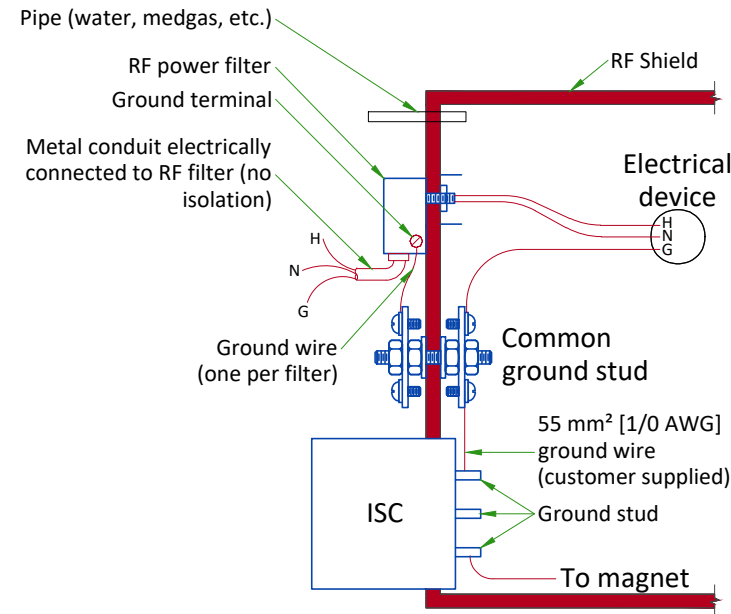 Pipe (water, medgas, etc.)
RF power filter
Ground terminal
Metal conduit electrically
connected to RF filter (no
isolation)
RF Shield
Electrical
device
H
N
G
H
N
G
Ground wire
(one per filter)
Common
ground stud
55 mm² [1/0 AWG]
ground wire
(customer supplied)
ISC
Ground stud
To magnet